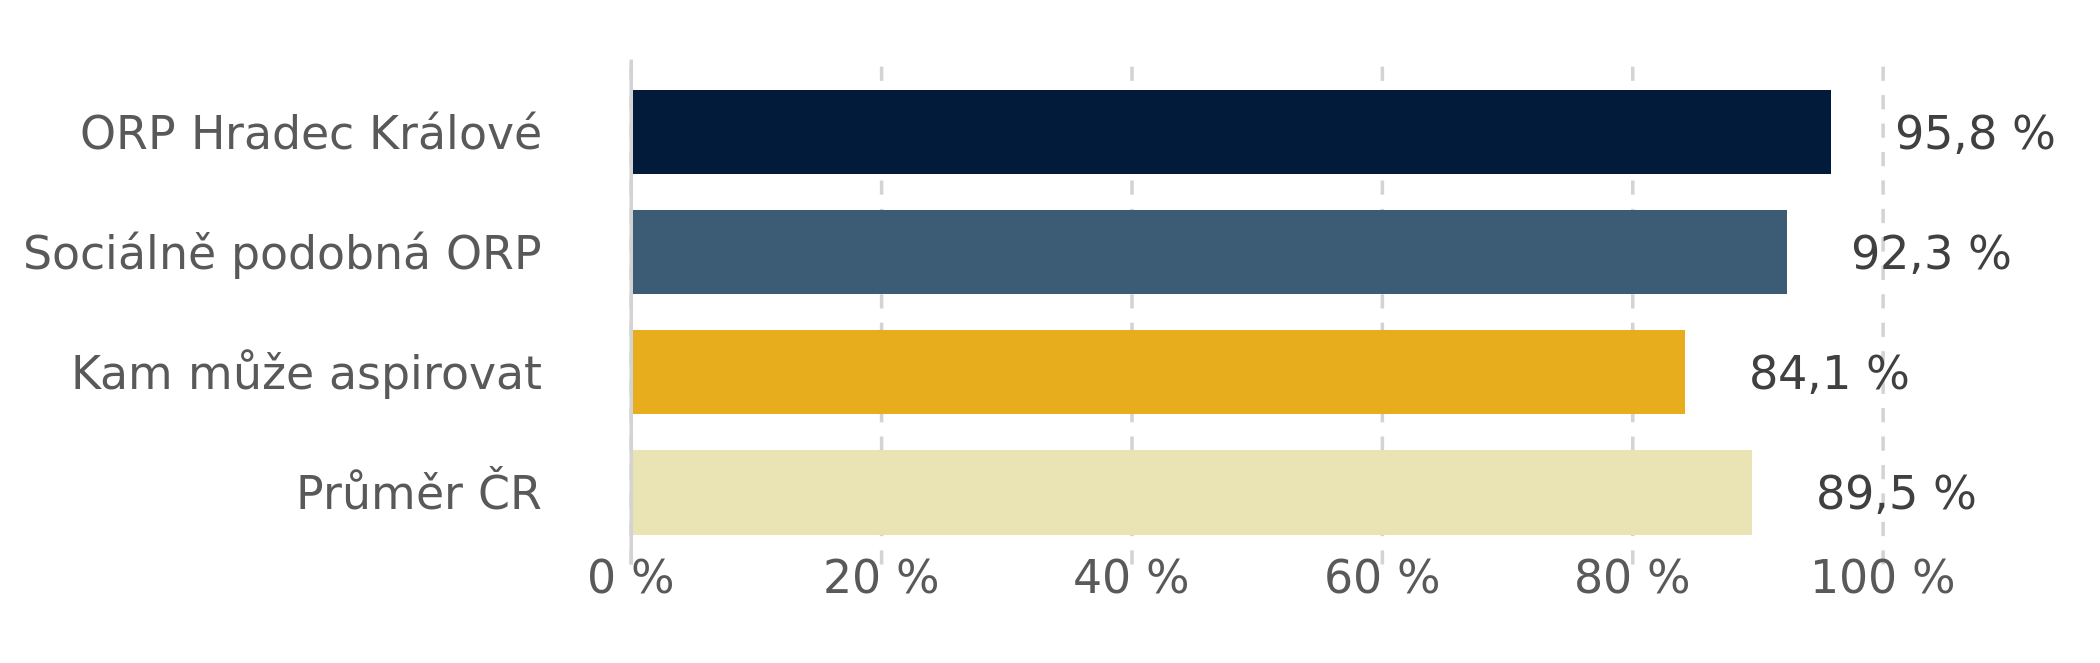 ORP Hradec Králové 95,8 %
Sociálně podobná ORP 92,3 %
Kam může aspirovat 84,1 %
Průměr ČR 89,5 %
0 % 20 % 40 % 60 % 80 % 100 %